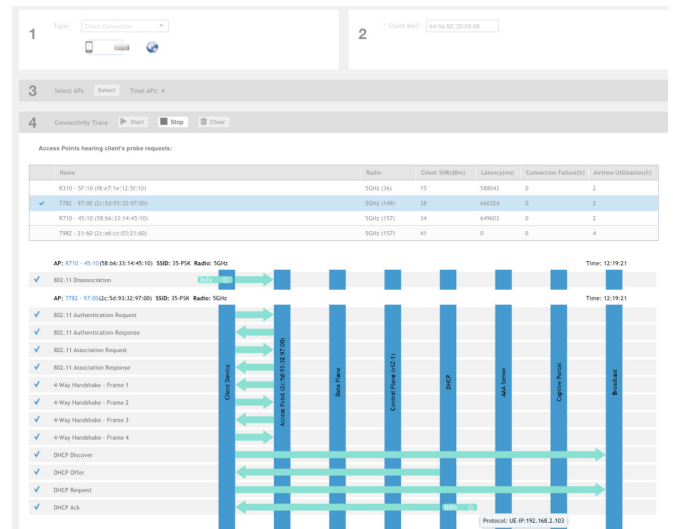 1 Type: Client Connection
2 * Client MAC: 64:B6:BE:3D:F8:88
3 Select APs Select Total APs: 4
4 Connectivity Trace Start Stop Clear
Access Points hearing client's probe requests:
Name Radio Client SNR(dBm) Latency(ms) Connection Failure(%) Airtime Utilization(%)
R310 - 5F:10 (f8:e7:1e:12:5f:10) 5GHz (36) 15 588043 0 2
7782 - 97:00 (2c:5d:93:32:97:00) 5GHz (149) 38 660324 0 2
R710 - 45:10 (58:b6:33:14:45:10) 5GHz (157) 34 649603 0 2
7982 - 21:60 (2c:e6:cc:03:21:60) 5GHz (157) 41 0 0 4
AP: R710 - 45:10(58:b6:33:14:45:10) SSID: 35-PSK Radio: 5GHz Time: 12:19:21
802.11 Disassociation Info
AP: 7782 - 97:00(2c:5d:93:32:97:00) SSID: 35-PSK Radio: 5GHz Time: 12:19:21
802.11 Authentication Request
802.11 Authentication Response
802.11 Association Request
802.11 Association Response
4-Way Handshake - Frame 1
4-Way Handshake - Frame 2
4-Way Handshake - Frame 3
4-Way Handshake - Frame 4
DHCP Discover
DHCP Offer
DHCP Request
DHCP Ack Info
Client Device
Access Point (2c:5d:93:32:97:00)
Data Plane
Control Plane (v52-1)
DHCP
AAA Server
Captive Portal
Broadcast
Protocol: UE-IP:192.168.2.103